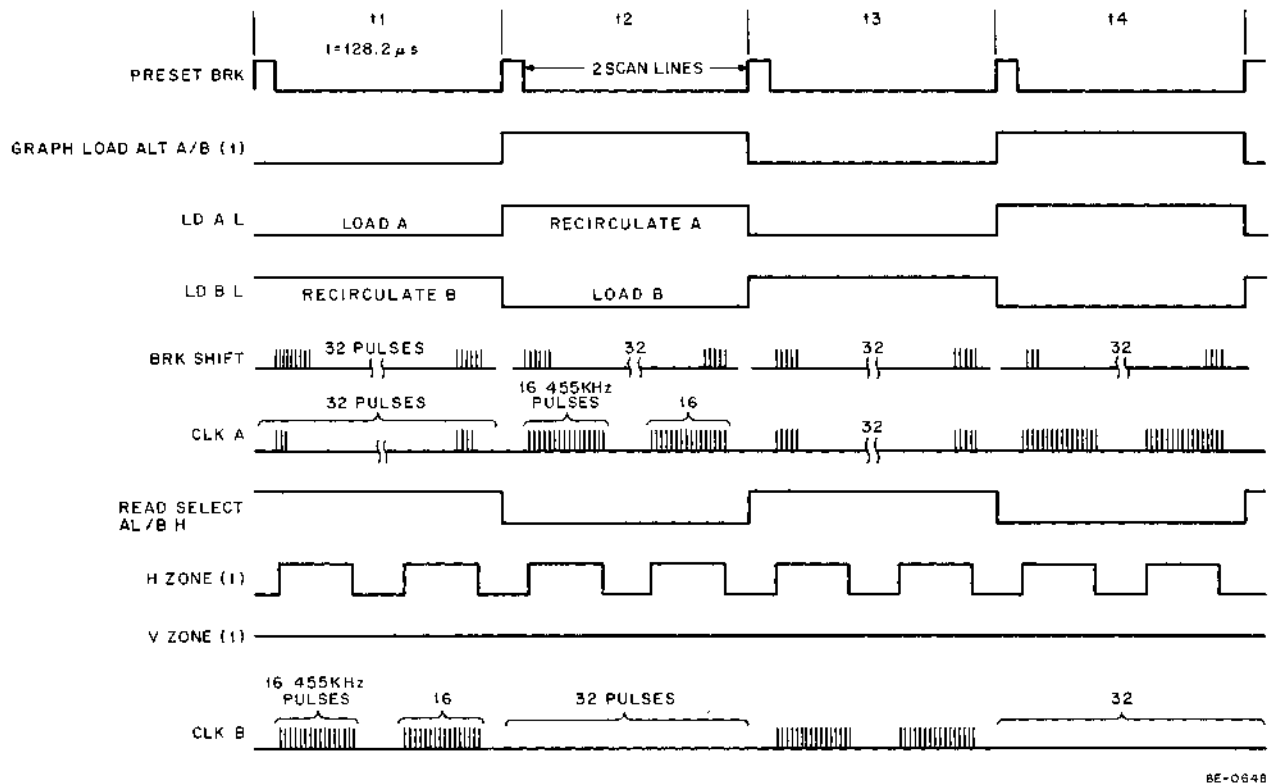 t1 t2 t3 t4
t=128.2µs
PRESET BRK
2 SCAN LINES
GRAPH LOAD ALT A/B (1)
LD A L
LOAD A RECIRCULATE A
LD B L
RECIRCULATE B LOAD B
BRK SHIFT
32 PULSES 32 32 32
CLK A
32 PULSES
16 455KHz
PULSES
16
32
READ SELECT
AL/B H
H ZONE (1)
V ZONE (1)
16 455KHz
PULSES
16
32 PULSES
32
CLK B
BE-0648